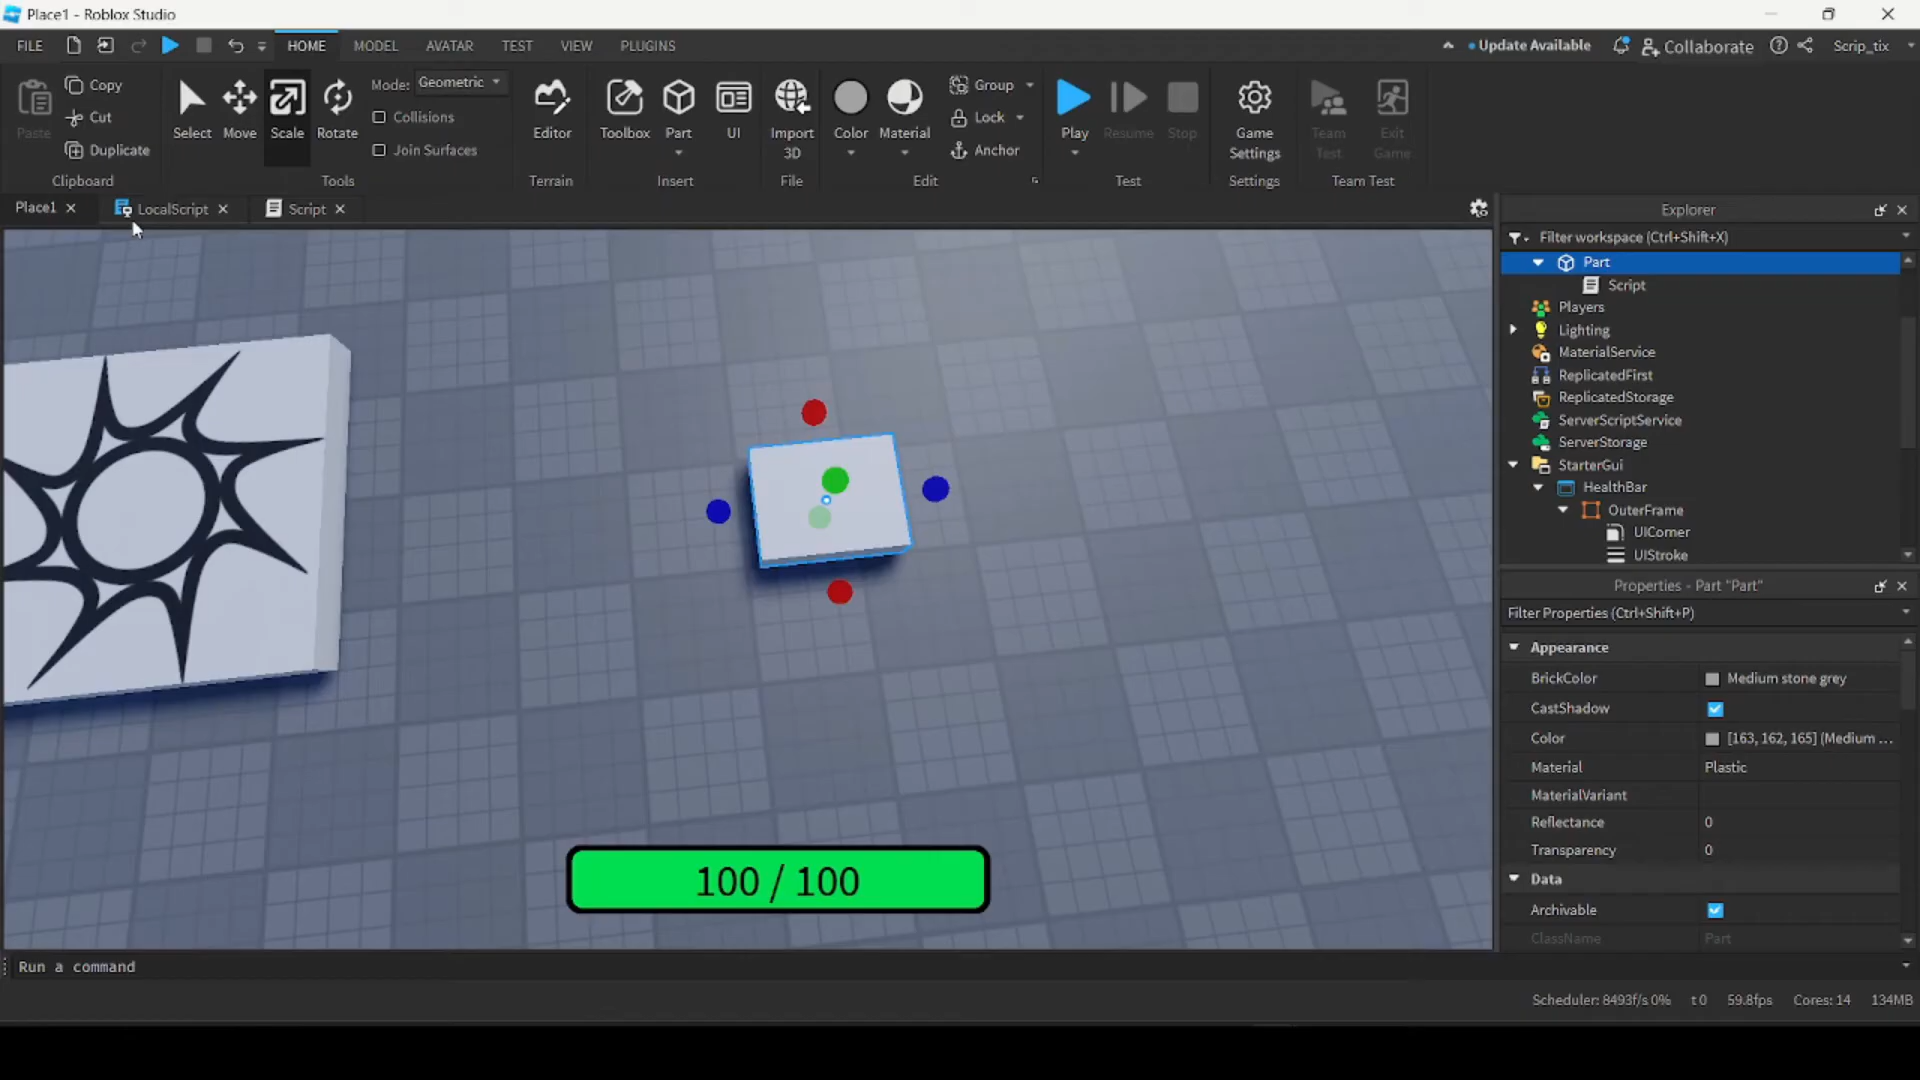 Place1 - Roblox Studio
FILE HOME MODEL AVATAR TEST VIEW PLUGINS Update Available Collaborate Scrip_tix
Paste
Copy
Cut
Duplicate
Clipboard
Select Move Scale Rotate
Mode: Geometric
Collisions
Join Surfaces
Tools
Editor
Terrain
Toolbox Part UI
Insert
Import
3D
File
Color Material
Group
Lock
Anchor
Edit
Play Resume Stop
Test
Game
Settings
Settings
Team
Test
Exit
Game
Team Test
Place1 LocalScript Script
100 / 100
Run a command
Explorer
Filter workspace (Ctrl+Shift+X)
Part
Script
Players
Lighting
MaterialService
ReplicatedFirst
ReplicatedStorage
ServerScriptService
ServerStorage
StarterGui
HealthBar
OuterFrame
UICorner
UIStroke
Properties - Part "Part"
Filter Properties (Ctrl+Shift+P)
Appearance
BrickColor Medium stone grey
CastShadow
Color [163, 162, 165] (Medium ...
Material Plastic
MaterialVariant
Reflectance 0
Transparency 0
Data
Archivable
ClassName Part
Scheduler: 8493f/s 0% t 0 59.8fps Cores: 14 134MB